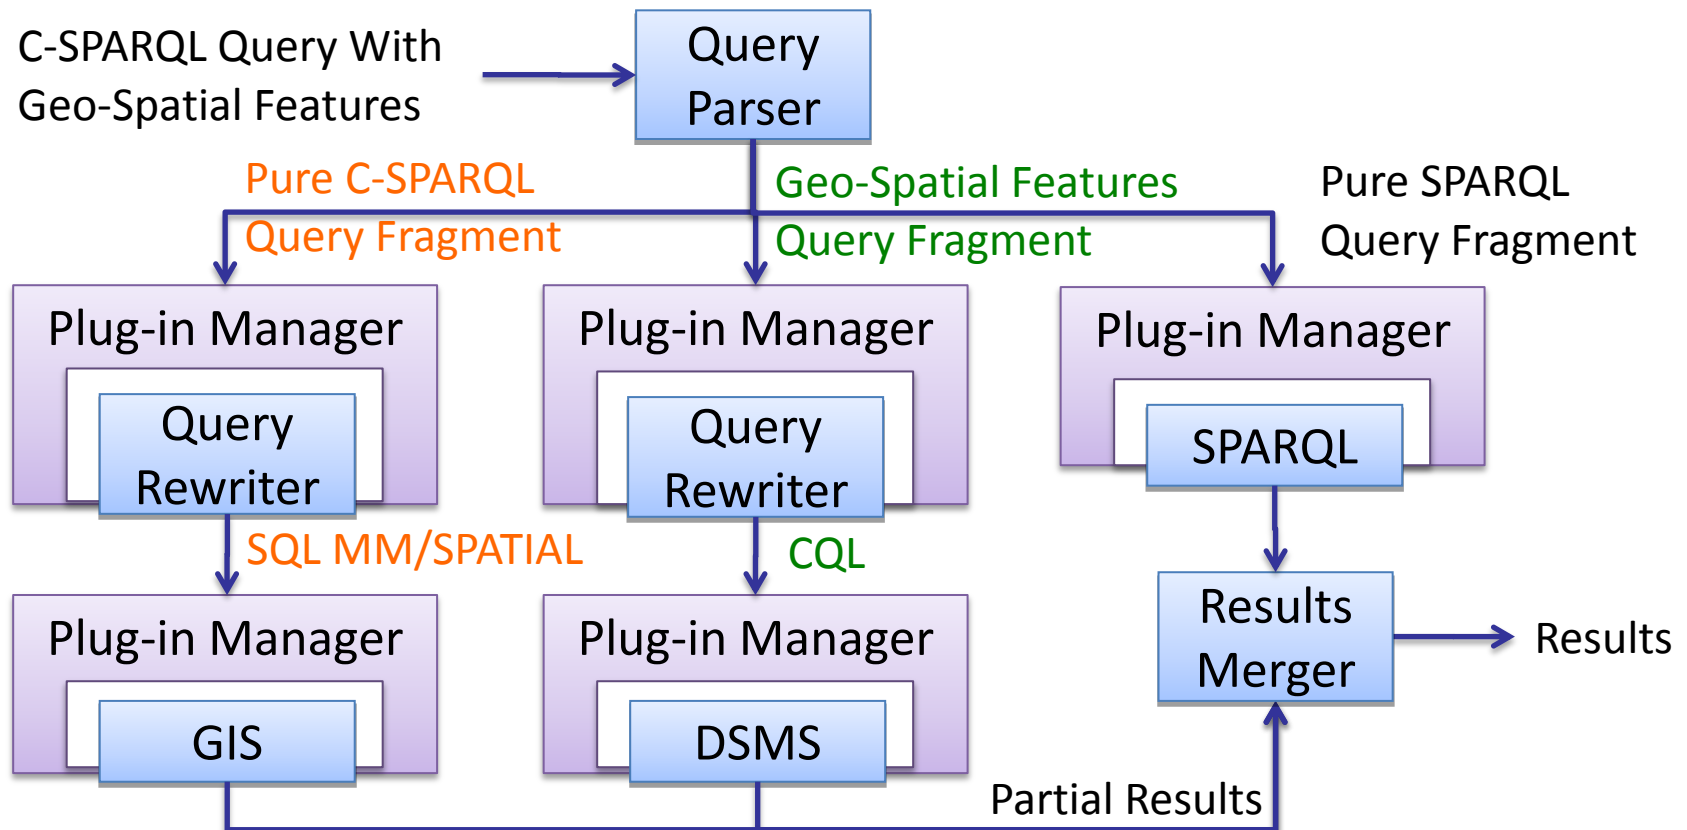 C-SPARQL Query With
Geo-Spatial Features
Query
Parser
Pure C-SPARQL
Query Fragment
Geo-Spatial Features
Query Fragment
Pure SPARQL
Query Fragment
Plug-in Manager
Query
Rewriter
Plug-in Manager
Query
Rewriter
Plug-in Manager
SPARQL
SQL MM/SPATIAL
CQL
Plug-in Manager
GIS
Plug-in Manager
DSMS
Results
Merger
Results
Partial Results